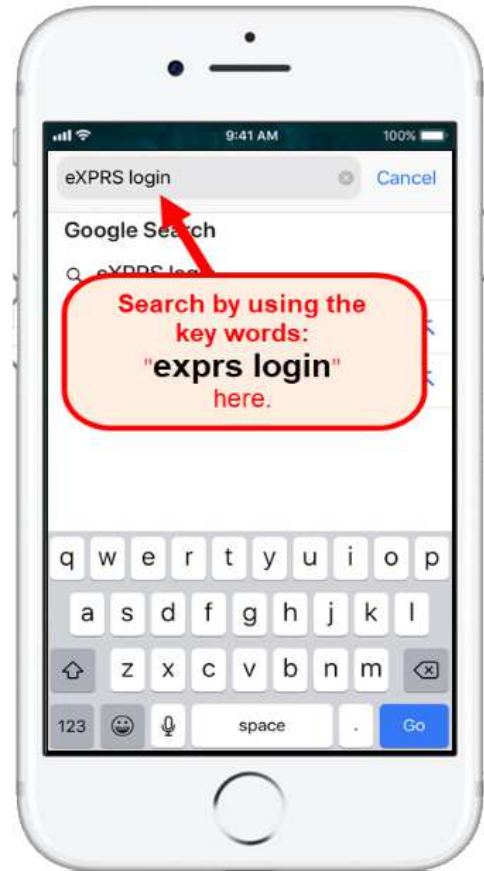 9:41 AM 100%
eXPRS login Cancel
Google Search
Search by using the
key words:
"exprs login"
here.
q w e r t y u i o p
a s d f g h j k l
z x c v b n m
123 space . Go